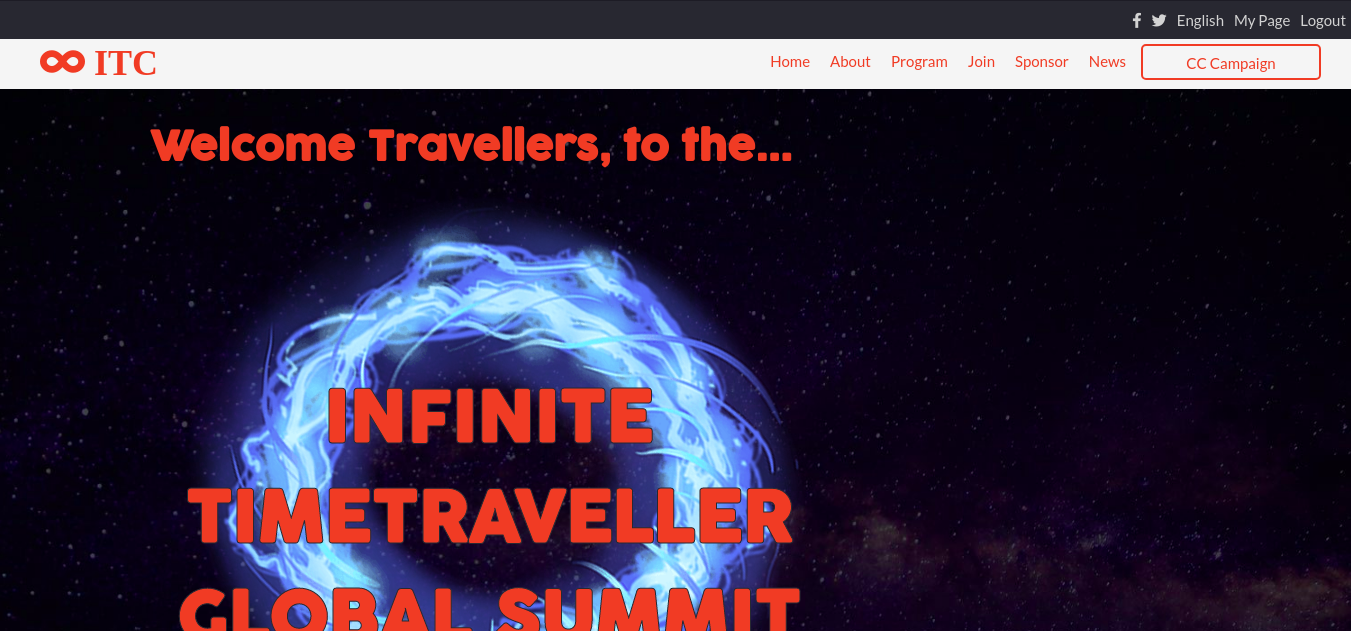 English My Page Logout
ITC
Home About Program Join Sponsor News CC Campaign
Welcome Travellers, to the...
INFINITE
TIMETRAVELLER
GLOBAL SUMMIT